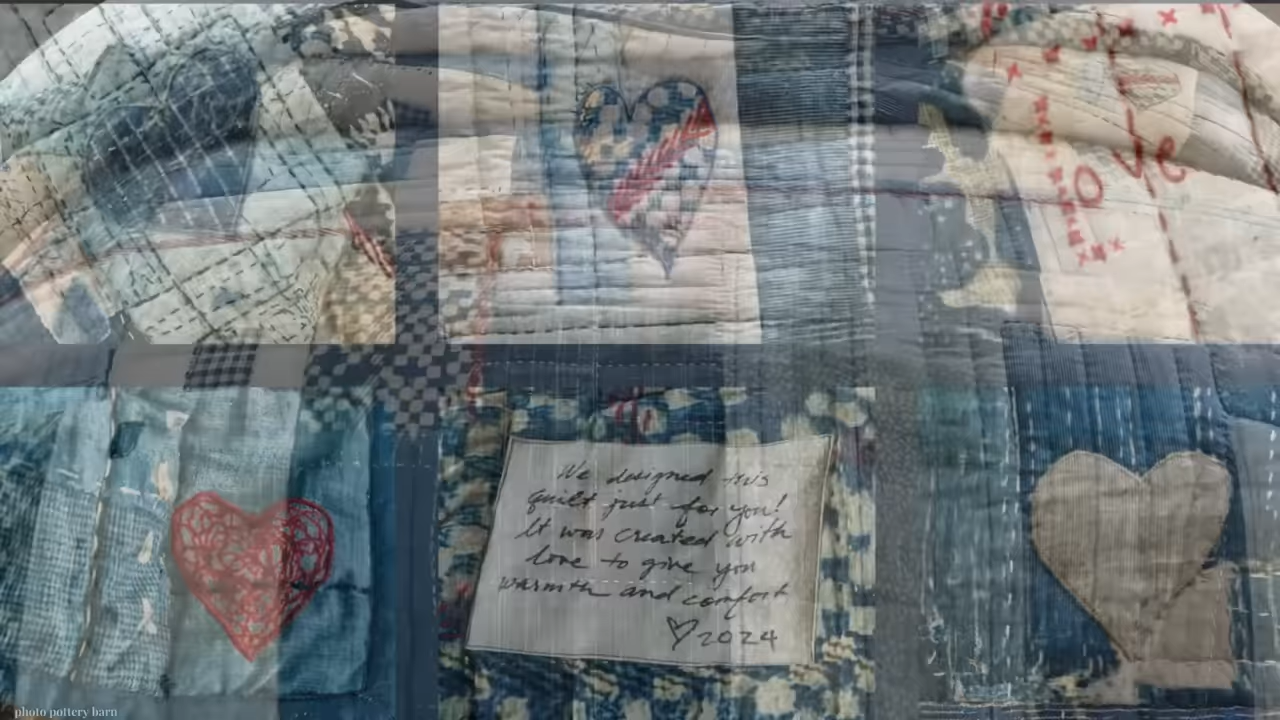 Love
We designed this
quilt just for you!
It was created with
love to give you
warmth and comfort
♡2024
photo pottery barn